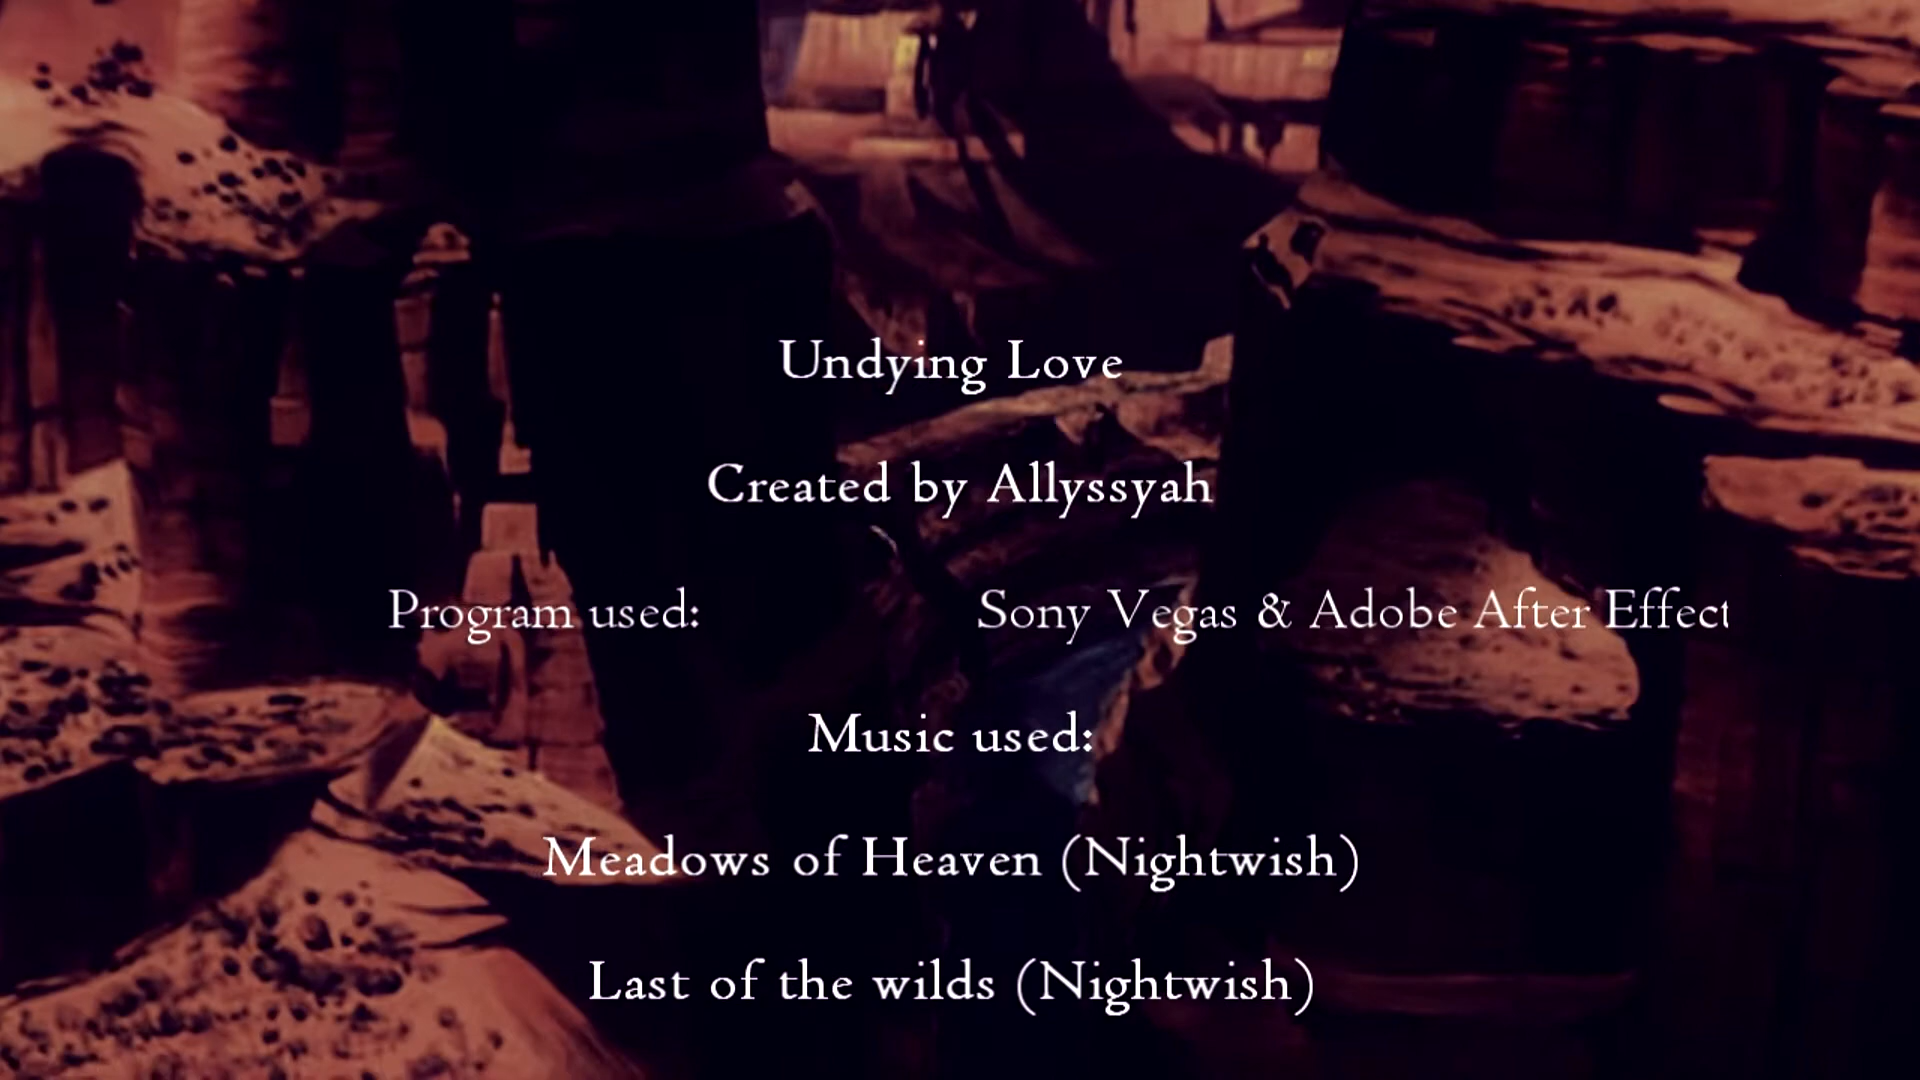 Undying Love
Created by Allyssyah
Program used: Sony Vegas & Adobe After Effect
Music used:
Meadows of Heaven (Nightwish)
Last of the wilds (Nightwish)